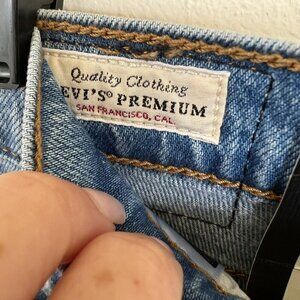 Quality Clothing
EVI'S® PREMIUM
SAN FRANCISCO, CAL.